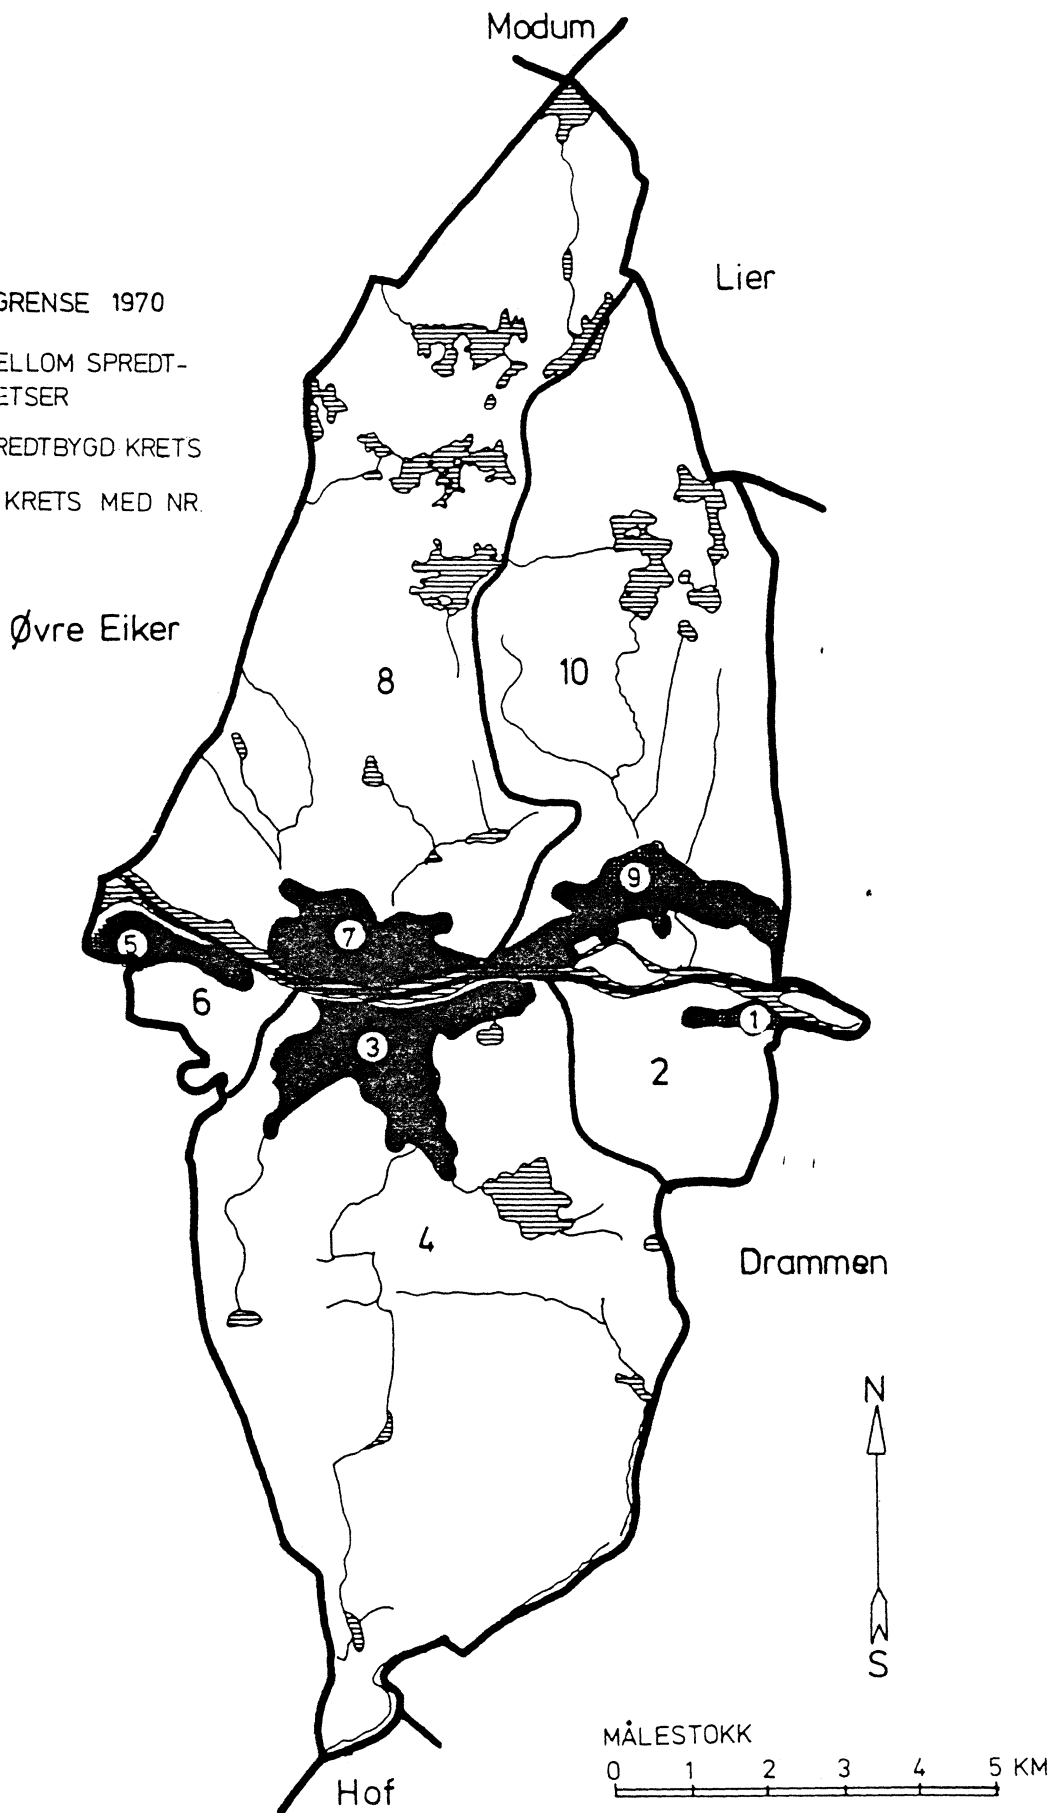 Modum
Lier
GRENSE 1970
ELLOM SPREDT-
ETSER
REDTBYGD KRETS
KRETS MED NR.
Øvre Eiker
8
10
9
7
5
6
1
3
2
4
Drammen
N
S
MÅLESTOKK
0 1 2 3 4 5 KM
Hof